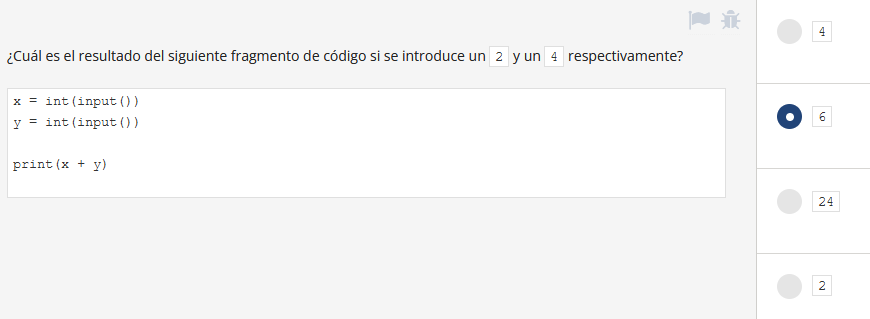 ¿Cuál es el resultado del siguiente fragmento de código si se introduce un 2 y un 4 respectivamente?
x = int(input())
y = int(input())
print(x + y)
4
6
24
2